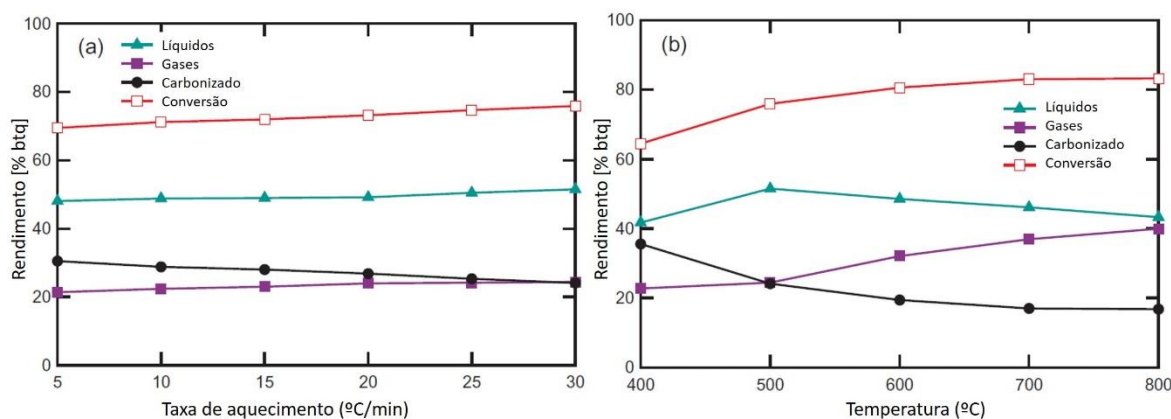 (a)
Líquidos
Gases
Carbonizado
Conversão
Rendimento [% btq]
100
80
60
40
20
0
5 10 15 20 25 30
Taxa de aquecimento (ºC/min)
(b)
Líquidos
Gases
Carbonizado
Conversão
Rendimento [% btq]
100
80
60
40
20
0
400 500 600 700 800
Temperatura (ºC)